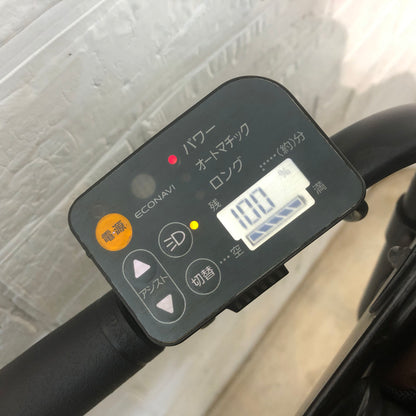 パワー
オートマチック
ロング
ECONAVI
電源
アシスト
切替
•••••(約)分
残 100 %
•••空 満